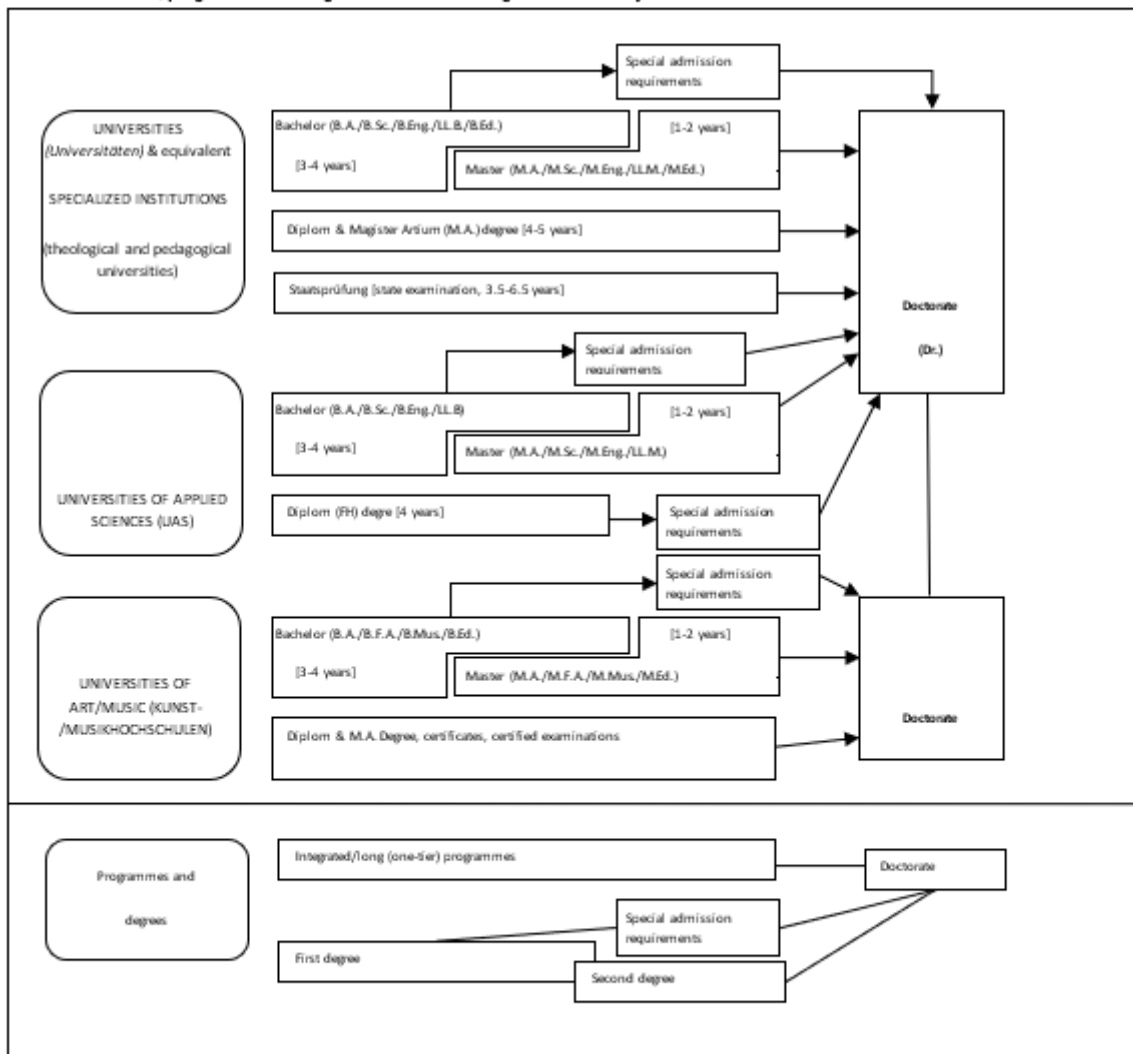 Special admission
requirements
UNIVERSITIES
(Universitäten) & equivalent
SPECIALIZED INSTITUTIONS
(theological and pedagogical
universities)
Bachelor (B.A./B.Sc./B.Eng./LL.B./B.Ed.)
[3-4 years]
[1-2 years]
Master (M.A./M.Sc./M.Eng./LL.M./M.Ed.)
Diplom & Magister Artium (M.A.) degree [4-5 years]
Staatsprüfung [state examination, 3.5-6.5 years]
Doctorate
(Dr.)
Special admission
requirements
UNIVERSITIES OF APPLIED
SCIENCES (UAS)
Bachelor (B.A./B.Sc./B.Eng./LL.B)
[3-4 years]
[1-2 years]
Master (M.A./M.Sc./M.Eng./LL.M.)
Diplom (FH) degre [4 years]
Special admission
requirements
Special admission
requirements
UNIVERSITIES OF
ART/MUSIC (KUNST-
/MUSIKHOCHSCHULEN)
Bachelor (B.A./B.F.A./B.Mus./B.Ed.)
[3-4 years]
[1-2 years]
Master (M.A./M.F.A./M.Mus./M.Ed.)
Diplom & M.A. Degree, certificates, certified examinations
Doctorate
Programmes and
degrees
Integrated/long (one-tier) programmes
Doctorate
Special admission
requirements
First degree
Second degree